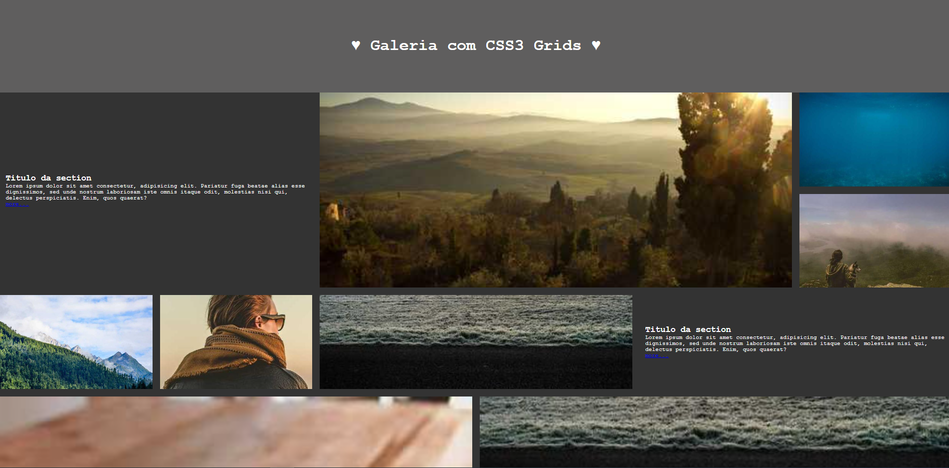 ♥ Galeria com CSS3 Grids ♥
Titulo da section
Lorem ipsum dolor sit amet consectetur, adipisicing elit. Pariatur fuga beatae alias esse
dignissimos, sed unde nostrum laboriosam iste omnis itaque odit, molestias nisi qui,
delectus perspiciatis. Enim, quos quaerat?
Titulo da section
Lorem ipsum dolor sit amet consectetur, adipisicing elit. Pariatur fuga beatae alias esse
dignissimos, sed unde nostrum laboriosam iste omnis itaque odit, molestias nisi qui,
delectus perspiciatis. Enim, quos quaerat?